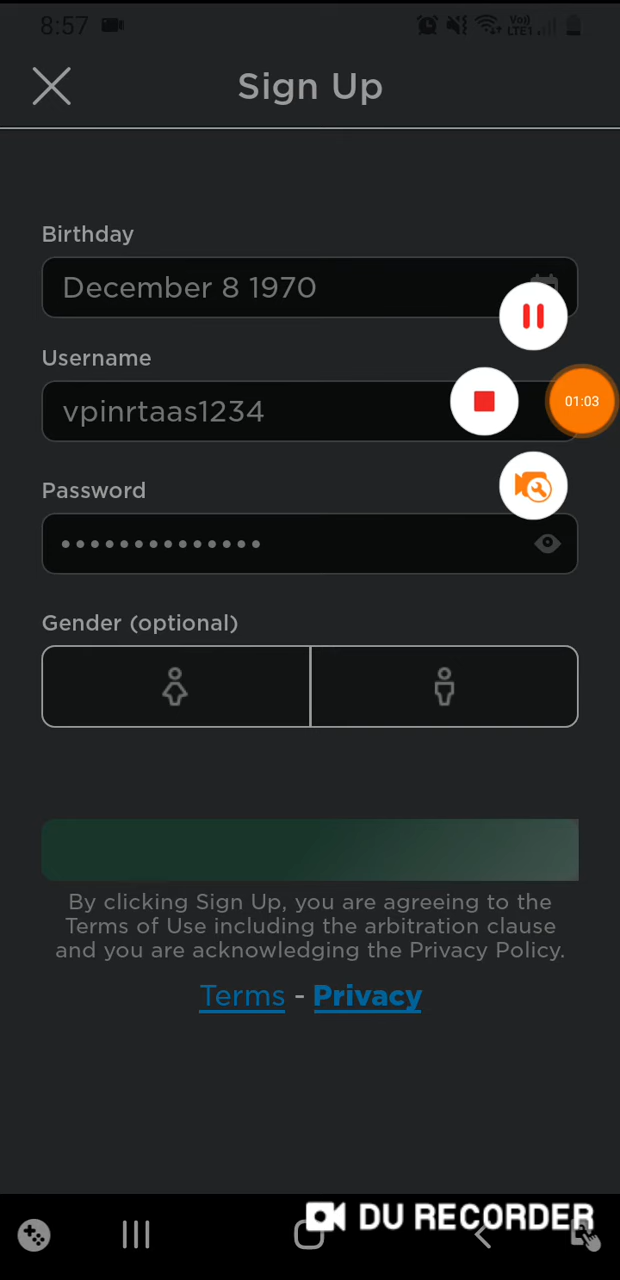 8:57
Vo))
LTE1
Sign Up
Birthday
December 8 1970
Username
vpinrtaas1234
01:03
Password
Gender (optional)
By clicking Sign Up, you are agreeing to the
Terms of Use including the arbitration clause
and you are acknowledging the Privacy Policy.
Terms - Privacy
DU RECORDER